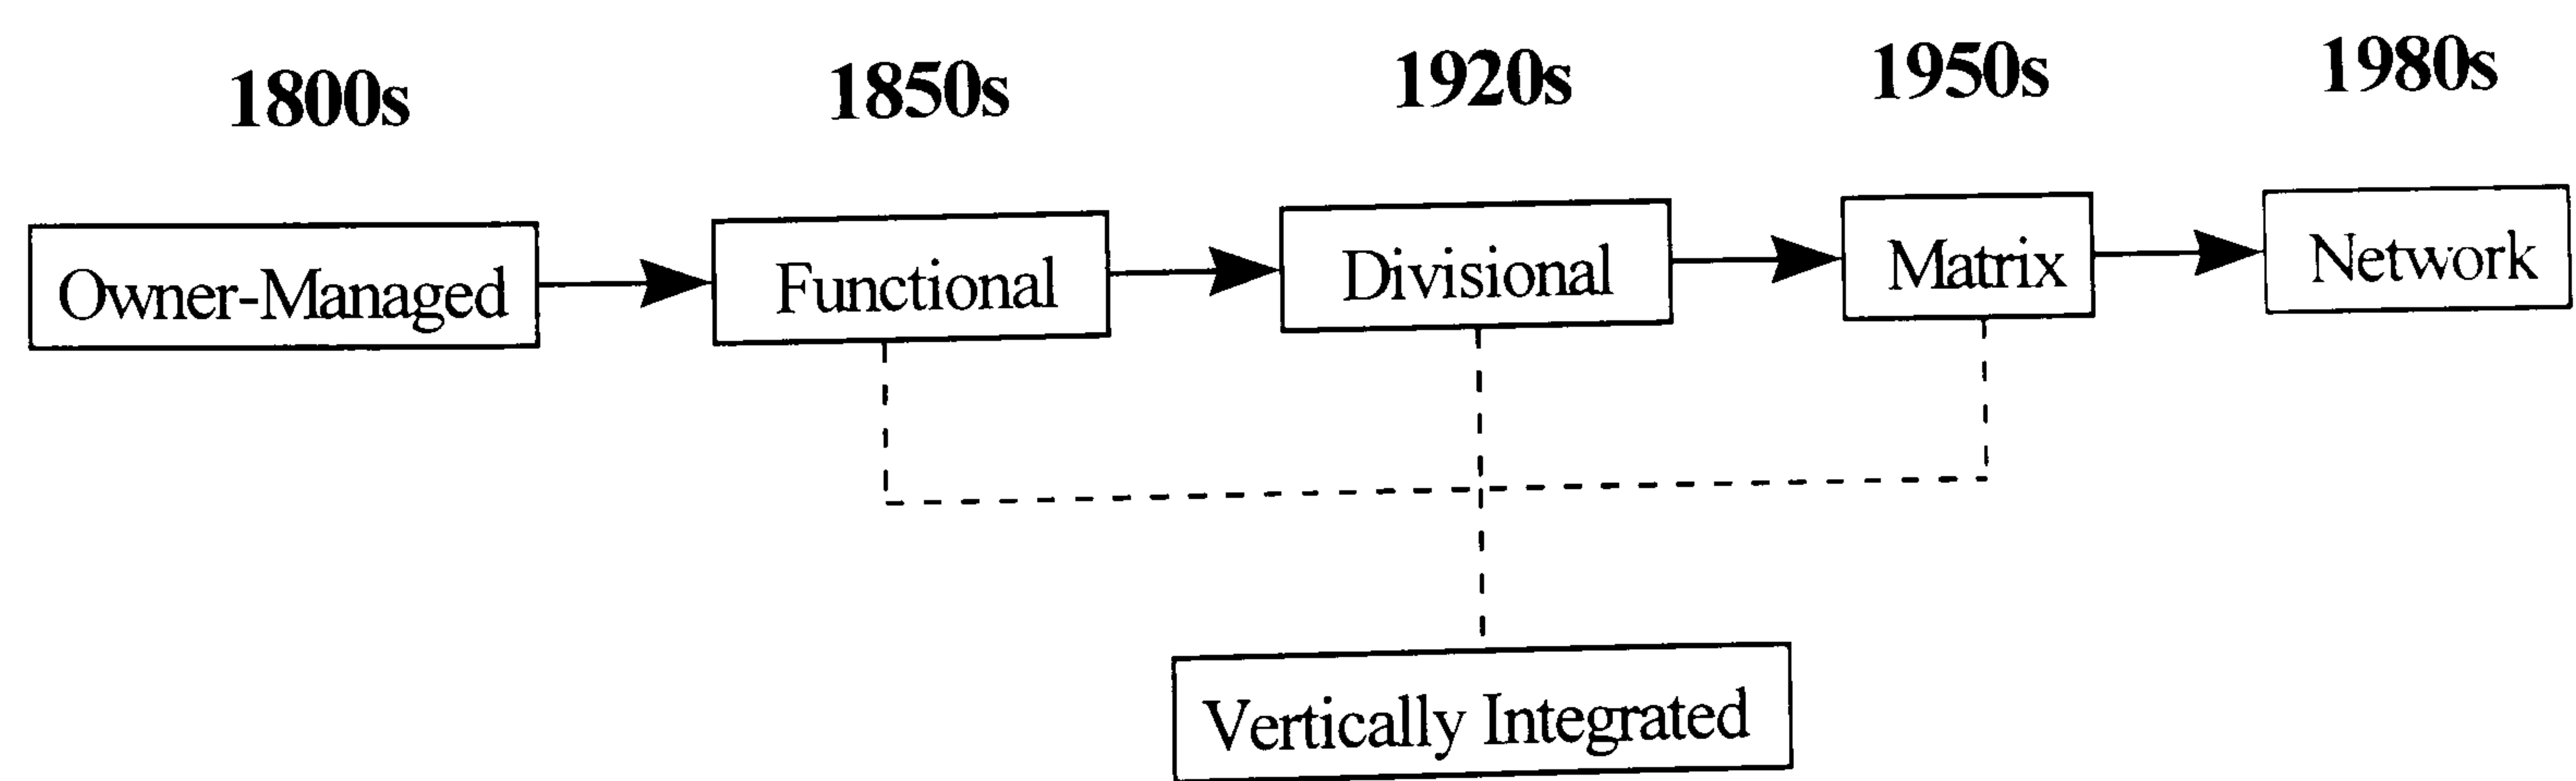 1800s 1850s 1920s 1950s 1980s
Owner-Managed Functional Divisional Matrix Network
Vertically Integrated